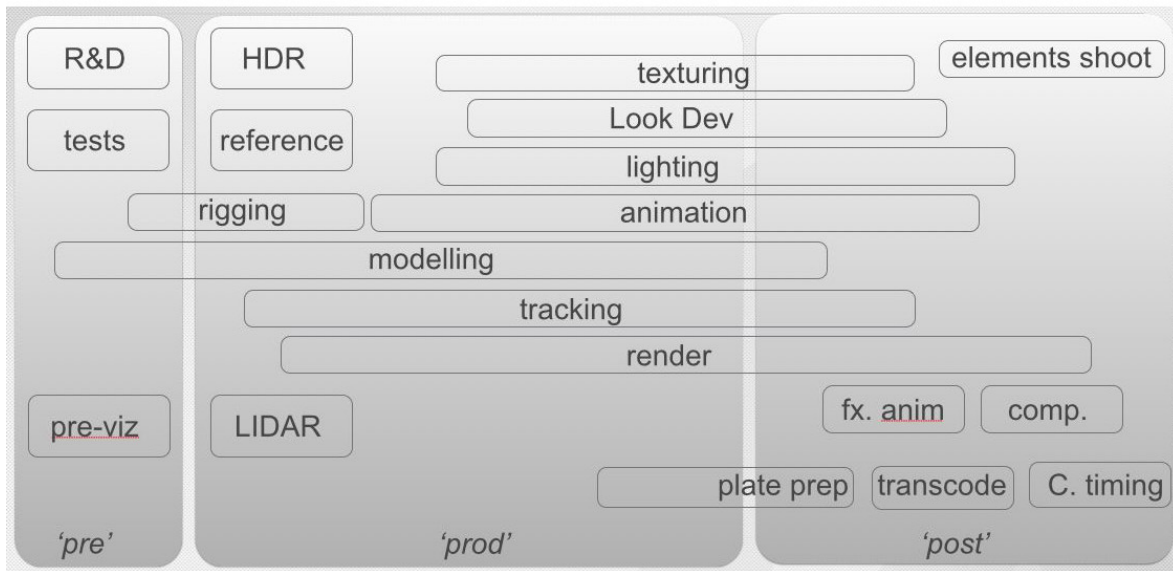 R&D
HDR
texturing
elements shoot
Look Dev
tests
reference
lighting
rigging
animation
modelling
tracking
render
pre-viz
LIDAR
fx. anim
comp.
plate prep
transcode
C. timing
‘pre’
‘prod’
‘post’